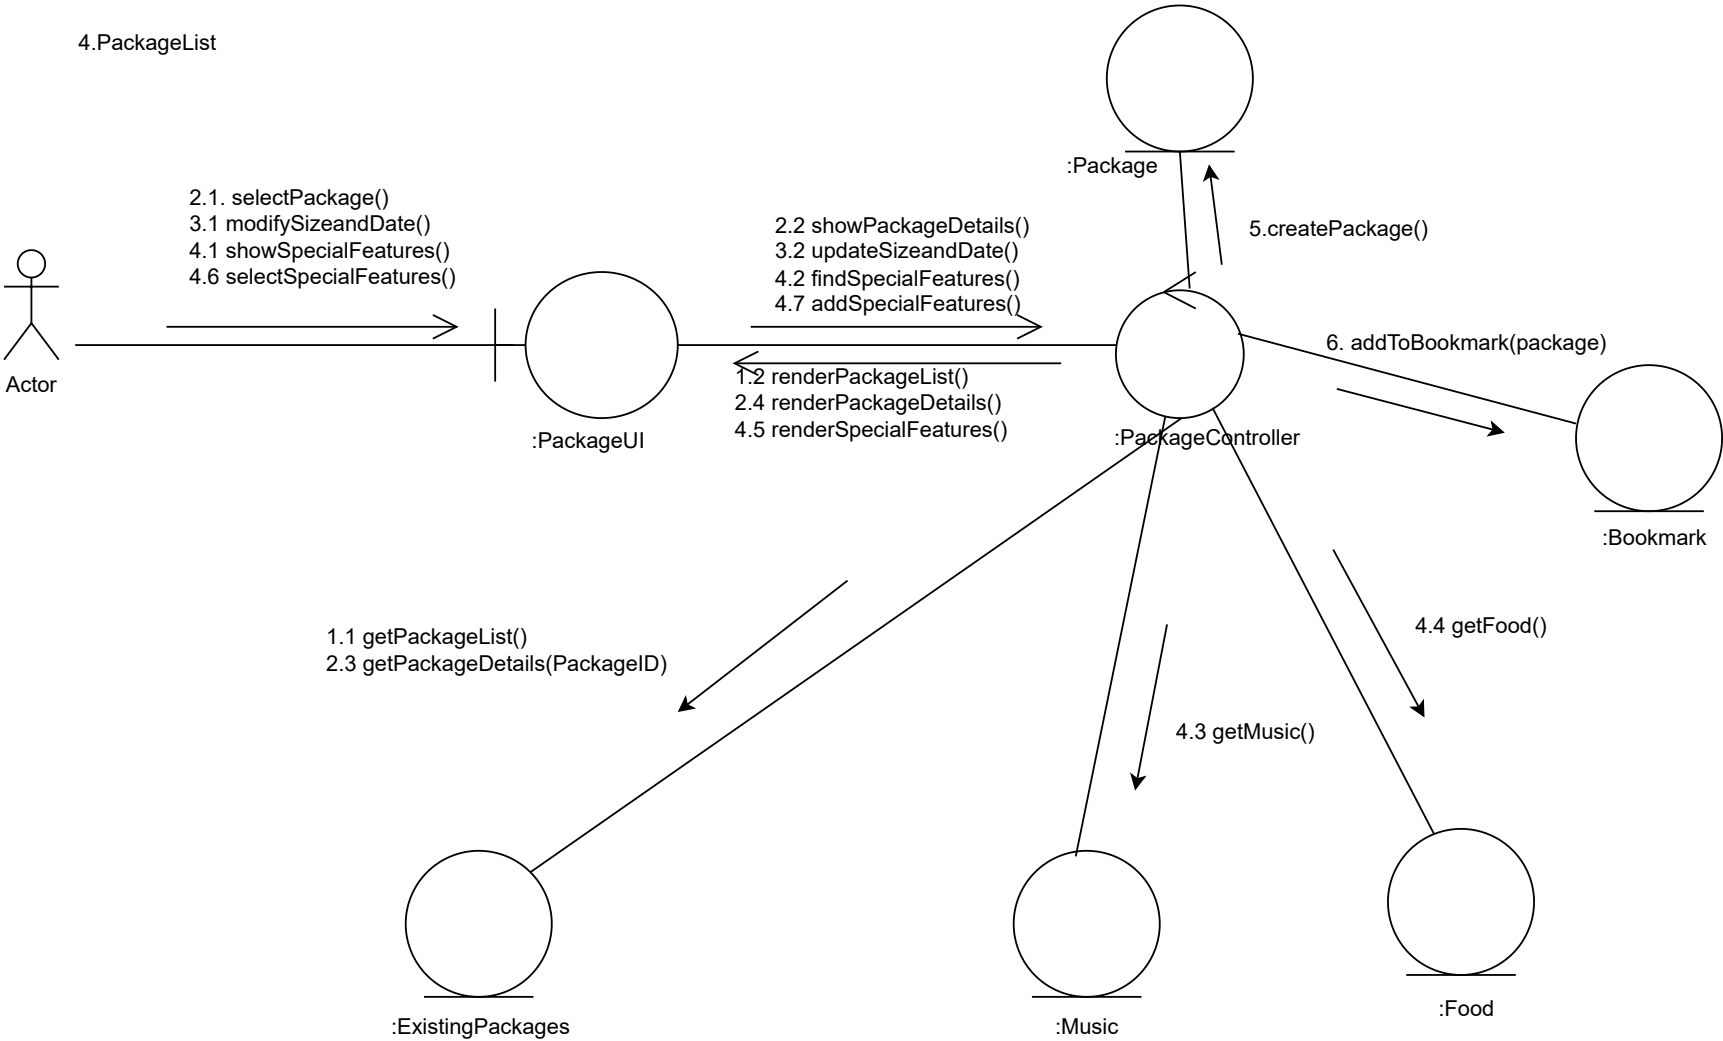 4.PackageList
:Package
2.1. selectPackage()
3.1 modifySizeandDate()
4.1 showSpecialFeatures()
4.6 selectSpecialFeatures()
2.2 showPackageDetails()
3.2 updateSizeandDate()
4.2 findSpecialFeatures()
4.7 addSpecialFeatures()
5.createPackage()
6. addToBookmark(package)
Actor
:PackageUI
1.2 renderPackageList()
2.4 renderPackageDetails()
4.5 renderSpecialFeatures()
:PackageController
:Bookmark
1.1 getPackageList()
2.3 getPackageDetails(PackageID)
4.4 getFood()
4.3 getMusic()
:ExistingPackages
:Music
:Food